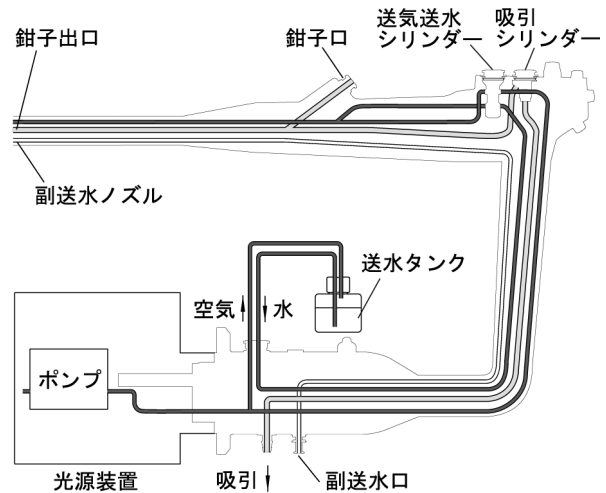 鉗子出口
鉗子口
送気送水
シリンダー
吸引
シリンダー
副送水ノズル
送水タンク
空気
水
ポンプ
光源装置
吸引
副送水口